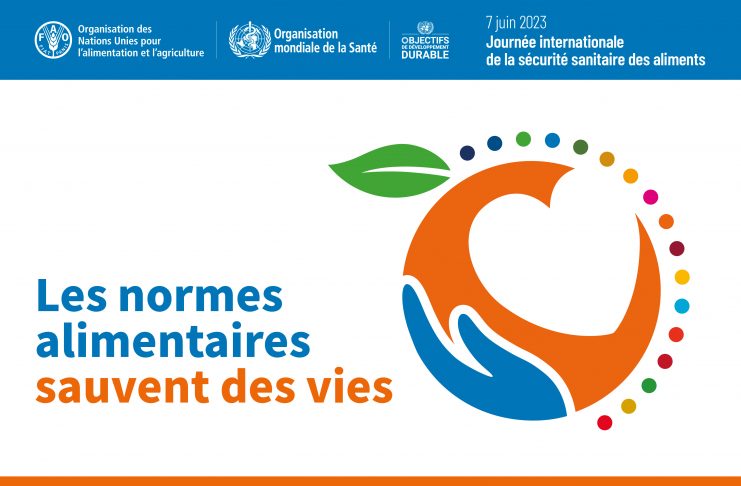 Organisation des
Nations Unies pour
l'alimentation et l'agriculture
Organisation
mondiale de la Santé
OBJECTIFS
DE DÉVELOPPEMENT
DURABLE
7 juin 2023
Journée internationale
de la sécurité sanitaire des aliments
Les normes
alimentaires
sauvent des vies